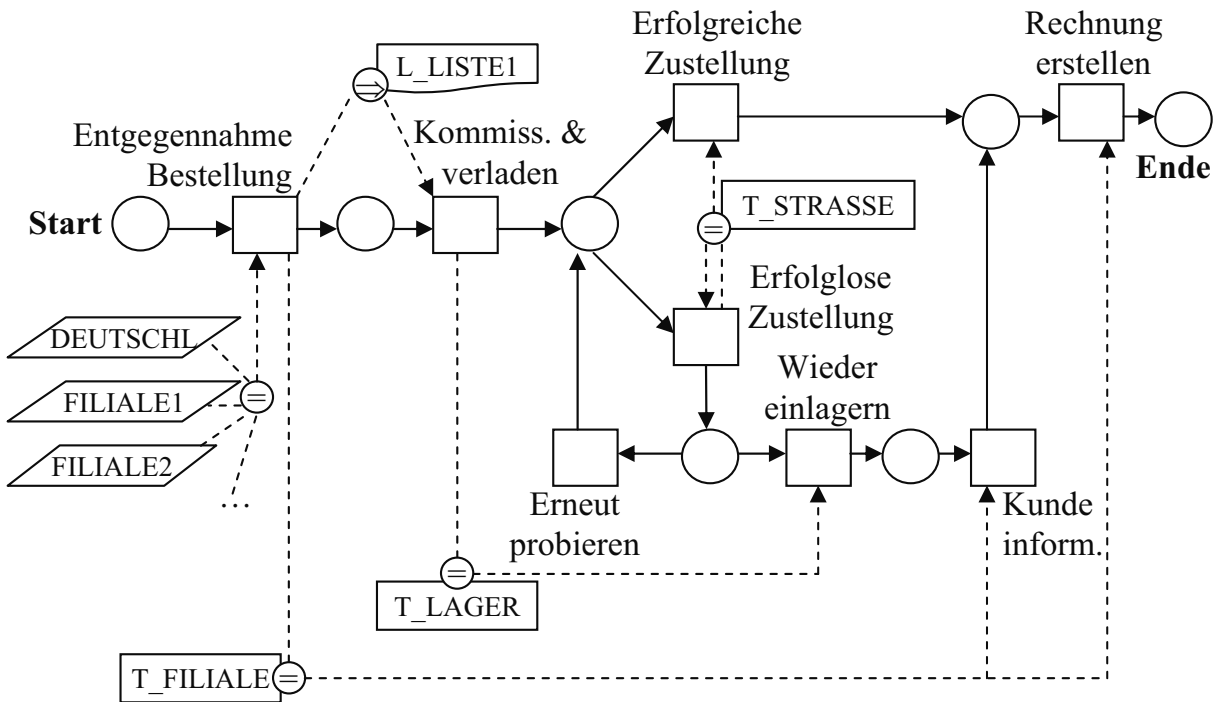 L_LISTE1
Erfolgreiche
Zustellung
Rechnung
erstellen
Entgegennahme
Bestellung
Kommiss. &
verladen
Start
Ende
T_STRASSE
=
Erfoglose
Zustellung
DEUTSCHL
FILIALE1
=
FILIALE2
...
Wieder
einlagern
Erneut
probieren
Kunde
inform.
=
T_LAGER
T_FILIALE
=